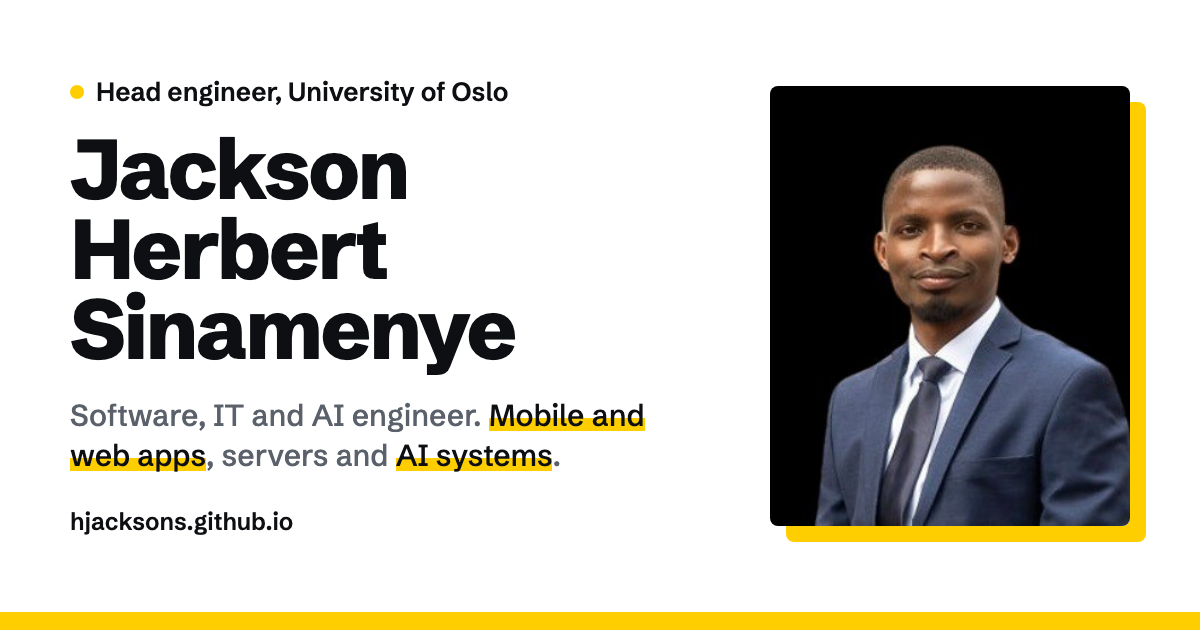 Head engineer, University of Oslo
Jackson
Herbert
Sinamenye
Software, IT and AI engineer. Mobile and
web apps, servers and AI systems.
hjacksons.github.io